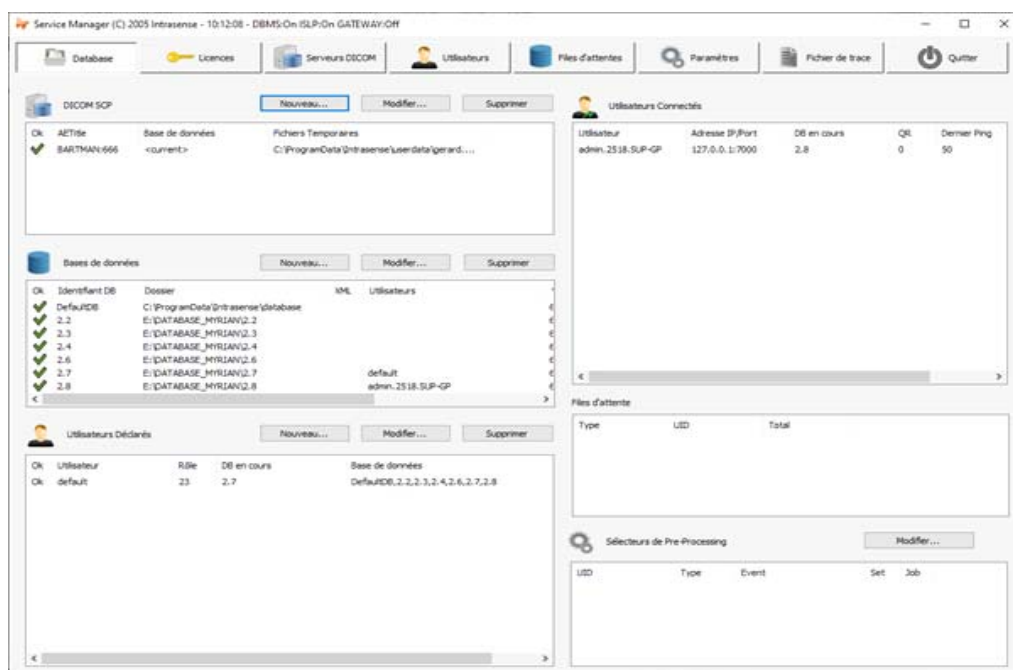 Service Manager (C) 2005 Intrasense - 10:12:08 - DBMS:On ISLP:On GATEWAY:Off
Database Licences Serveurs DICOM Utilisateurs Files d'attentes Paramètres Fichier de trace Quitter
DICOM SCP Nouveau... Modifier... Supprimer
Ok AETitle Base de données Fichiers Temporaires
BARTMAN:666 <current> C:\ProgramData\Intrasense\userdata\gerard....
Bases de données Nouveau... Modifier... Supprimer
Ok Identifiant DB Dossier XML Utilisateurs
DefaultDB C:\ProgramData\Intrasense\database
2.2 E:\DATABASE_MYRIAN\2.2
2.3 E:\DATABASE_MYRIAN\2.3
2.4 E:\DATABASE_MYRIAN\2.4
2.6 E:\DATABASE_MYRIAN\2.6
2.7 E:\DATABASE_MYRIAN\2.7 default
2.8 E:\DATABASE_MYRIAN\2.8 admin.2518.SUP-GP
Utilisateurs Déclarés Nouveau... Modifier... Supprimer
Ok Utilisateur Rôle DB en cours Base de données
Ok default 23 2.7 DefaultDB,2.2,2.3,2.4,2.6,2.7,2.8
Utilisateurs Connectés
Utilisateur Adresse IP/Port DB en cours QR Dernier Ping
admin.2518.SUP-GP 127.0.0.1:7000 2.8 0 50
Files d'attente
Type UID Total
Sélecteurs de Pre-Processing Modifier...
UID Type Event Set Job